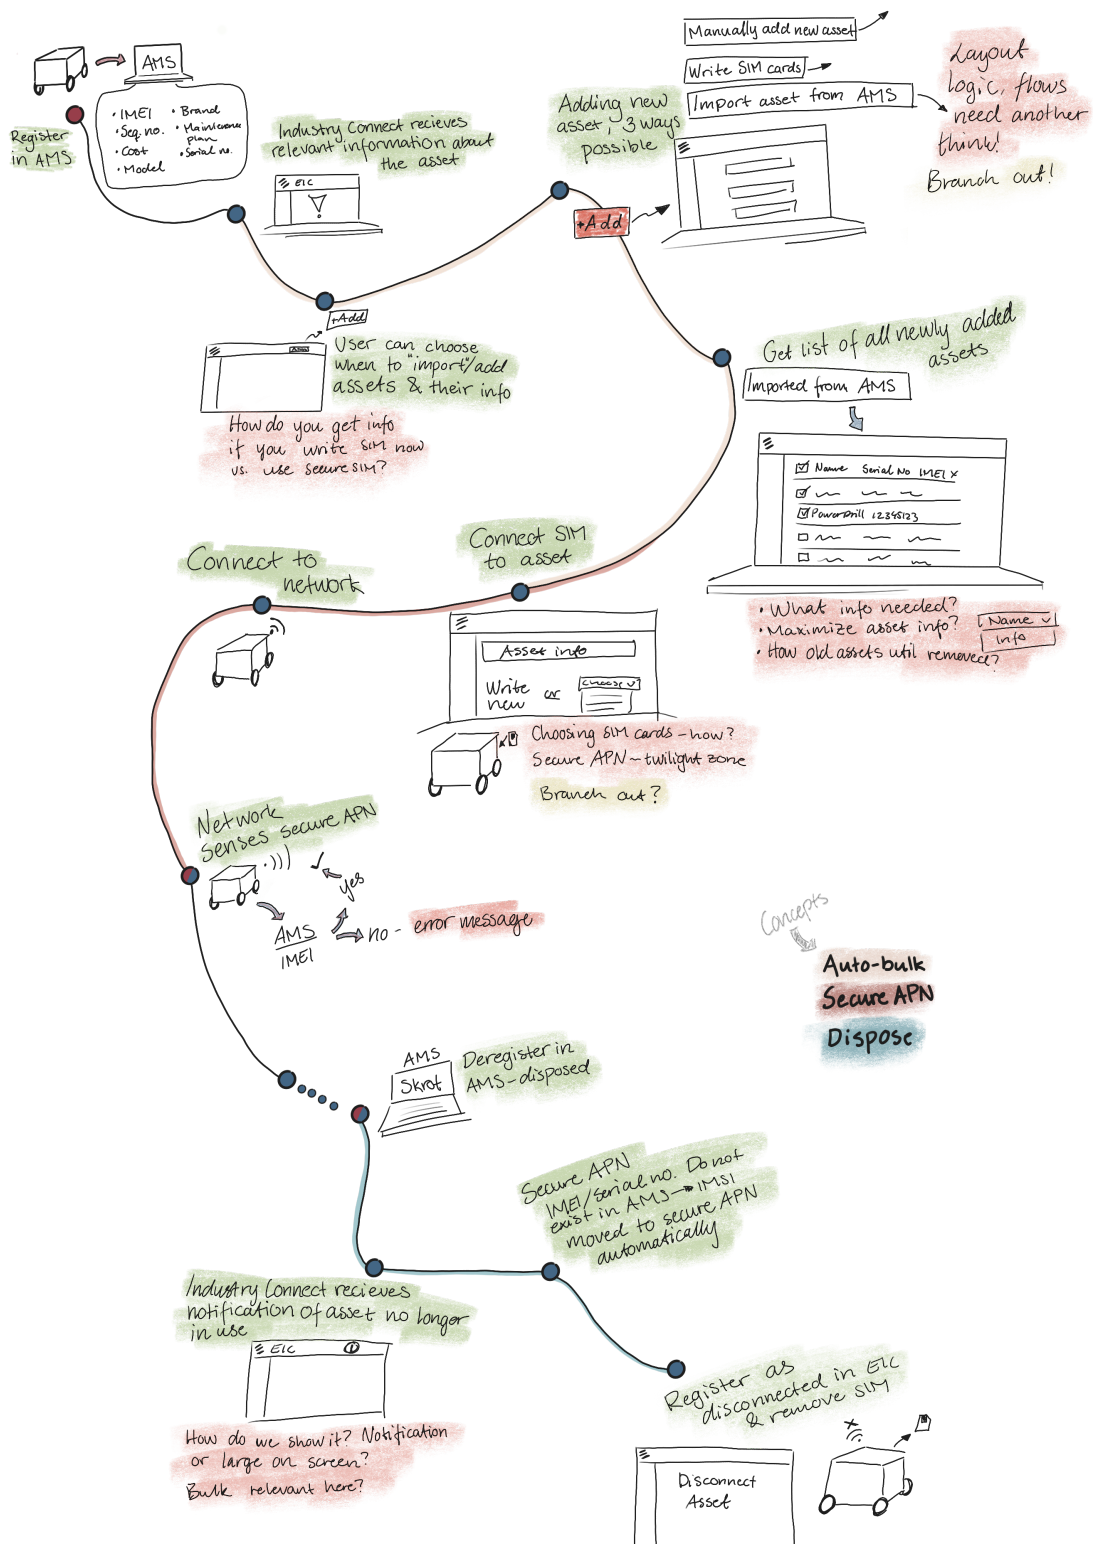 AMS
• IMEI
• Seq. no.
• Cost
• Model
• Brand
• Maintenance
plan
• Serial no.
Register
in AMS
Industry Connect recieves
relevant information about
the asset
EIC
+Add
User can choose
when to "import"/add
assets & their info
How do you get info
if you write SIM now
vs. use secure SIM?
Adding new
asset, 3 ways
possible
+Add
Manually add new asset
Write SIM cards
Import asset from AMS
Layout
logic, flows
need another
think!
Branch out!
Get list of all newly added
assets
Imported from AMS
Name Serial No IMEI x
Powerdrill 12345123
• What info needed?
• Maximize asset info?
• How old assets util removed?
Name v
info
Connect SIM
to asset
Asset info
Write
new
or
choose v
Choosing SIM cards - how?
Secure APN - twilight zone
Branch out?
Connect to
network
Network
senses secure APN
yes
AMS
IMEI
no -
error message
Concepts
Auto-bulk
Secure APN
Dispose
AMS
Skrot
Deregister in
AMS - disposed
Secure APN
IMEI/serial no. Do not
exist in AMS → IMSI
moved to secure APN
automatically
Industry Connect recieves
notification of asset no longer
in use
EIC
How do we show it? Notification
or large on screen?
Bulk relevant here?
Register as
disconnected in EIC
& remove SIM
Disconnect
Asset